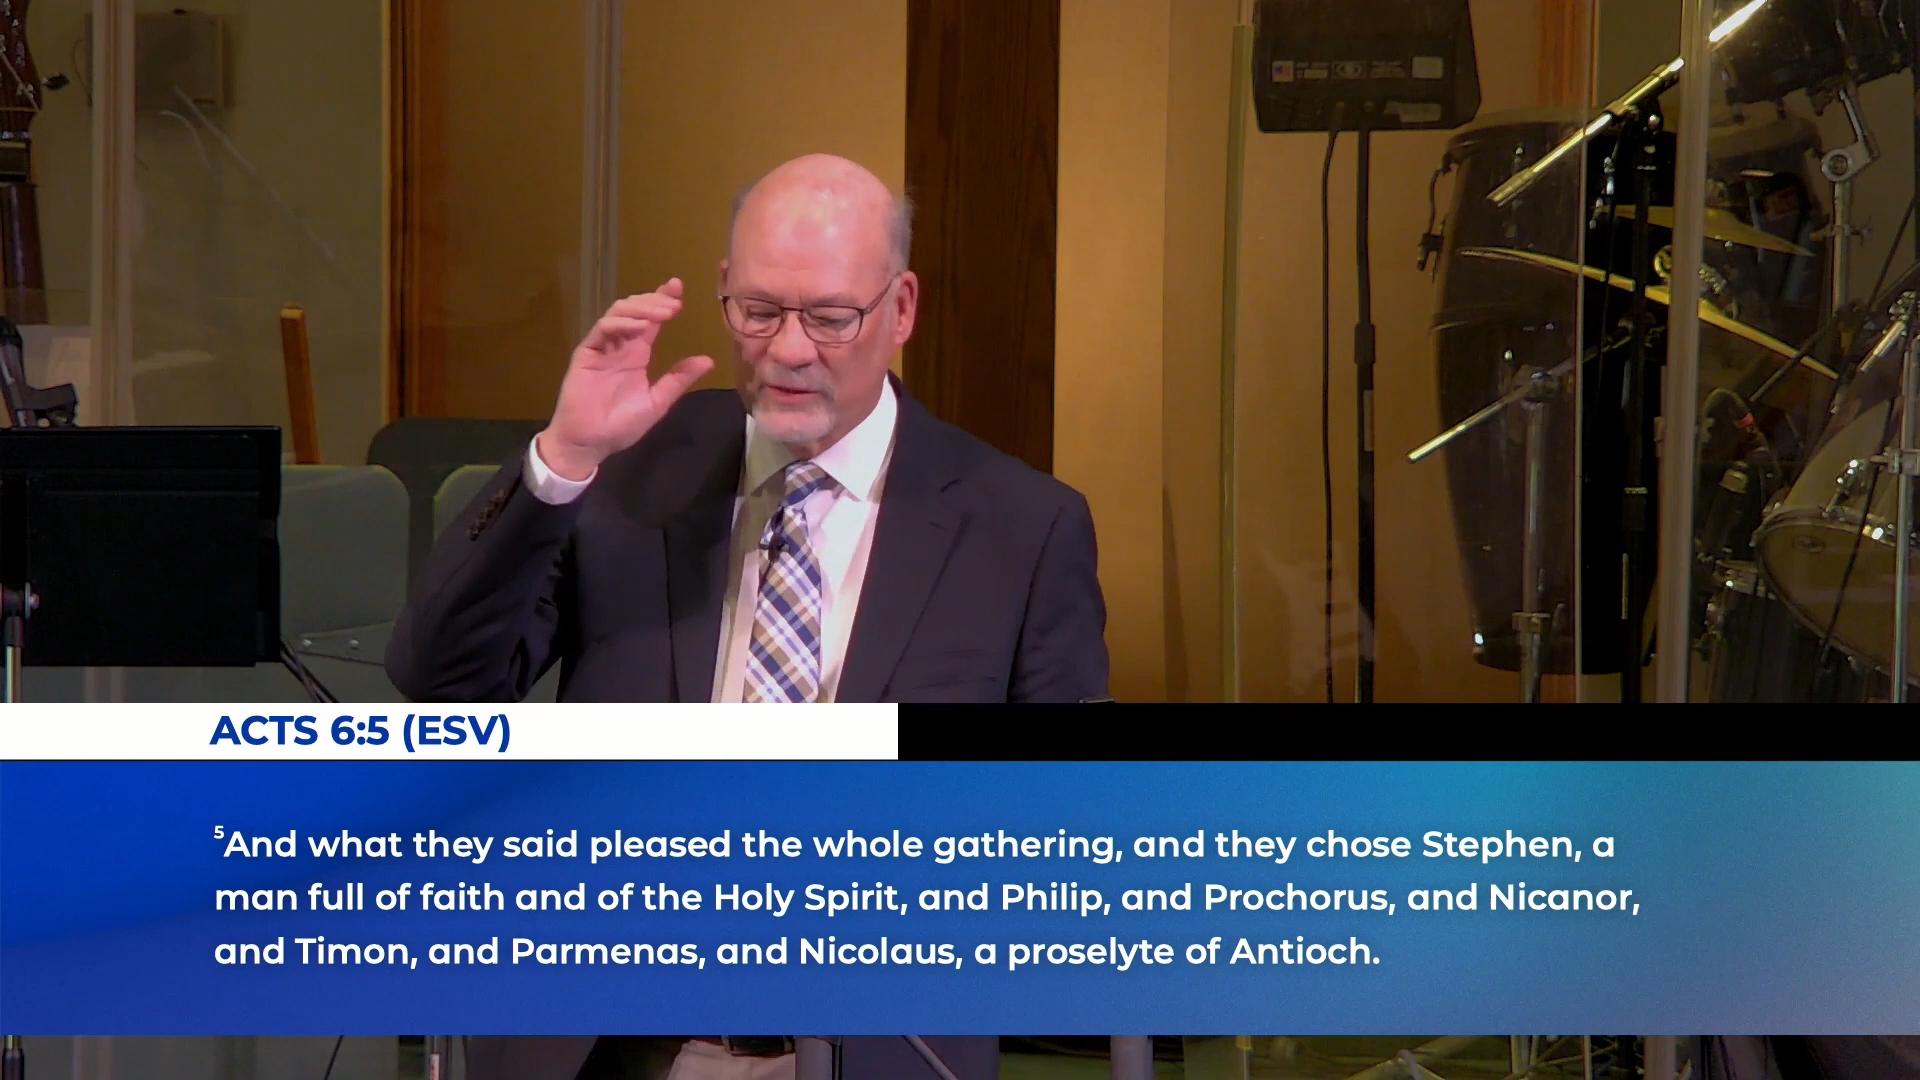 ACTS 6:5 (ESV)
⁵And what they said pleased the whole gathering, and they chose Stephen, a
man full of faith and of the Holy Spirit, and Philip, and Prochorus, and Nicanor,
and Timon, and Parmenas, and Nicolaus, a proselyte of Antioch.